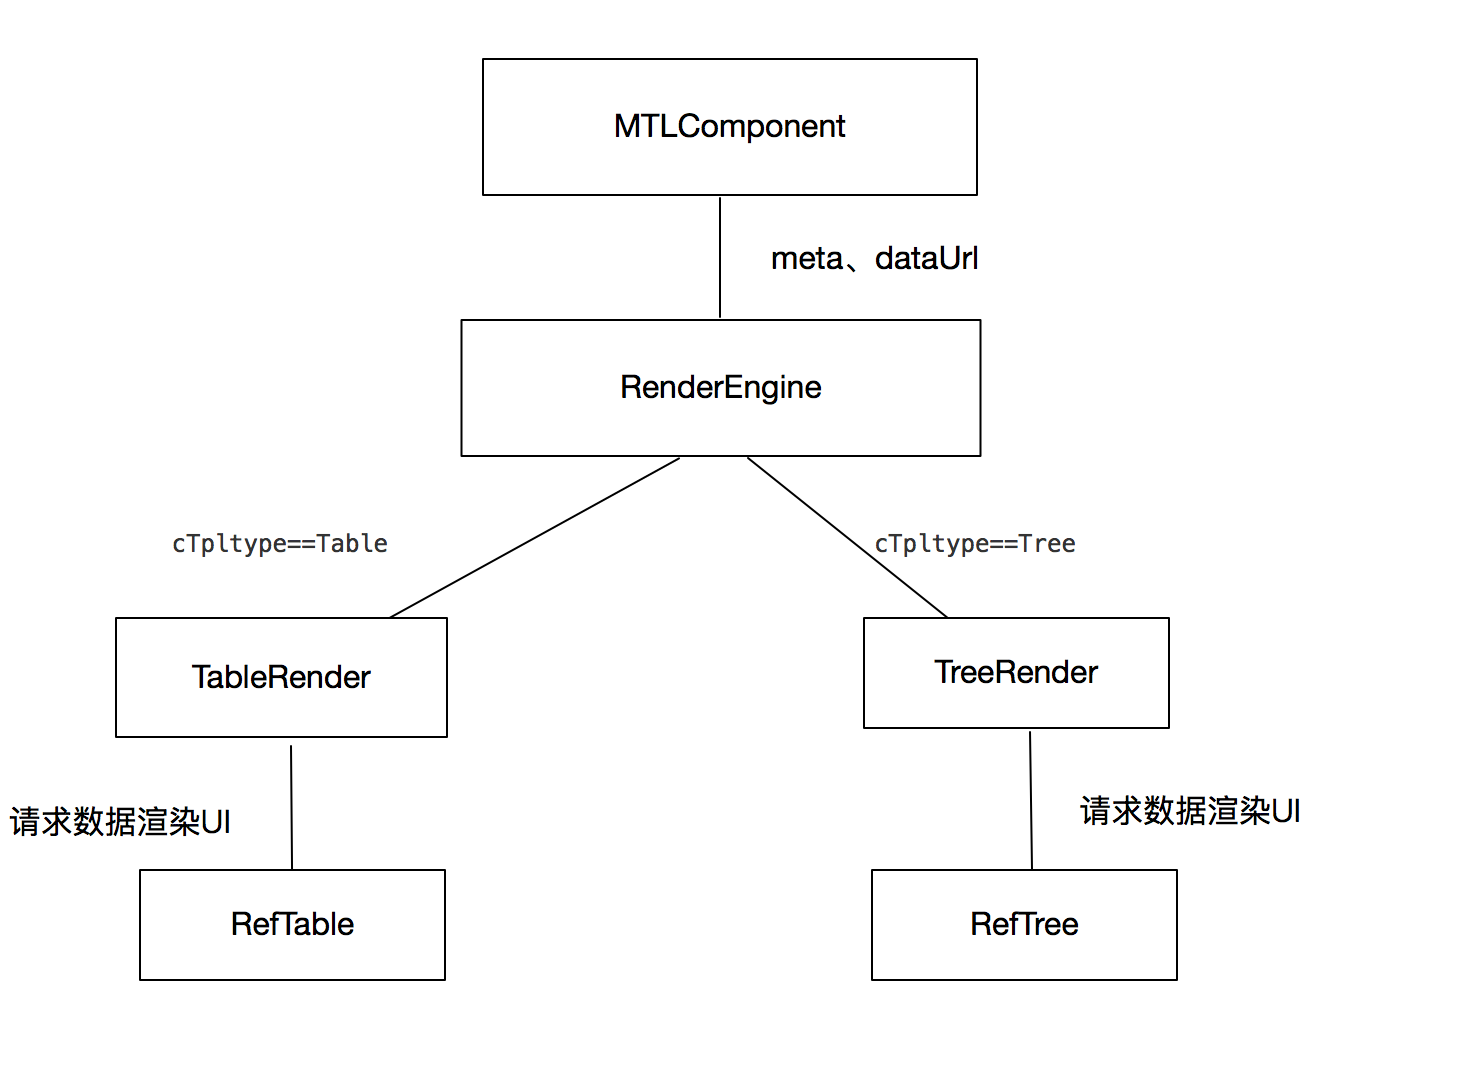 MTLComponent
meta、dataUrl
RenderEngine
cTpltype==Table
cTpltype==Tree
TableRender
TreeRender
请求数据渲染UI
请求数据渲染UI
RefTable
RefTree